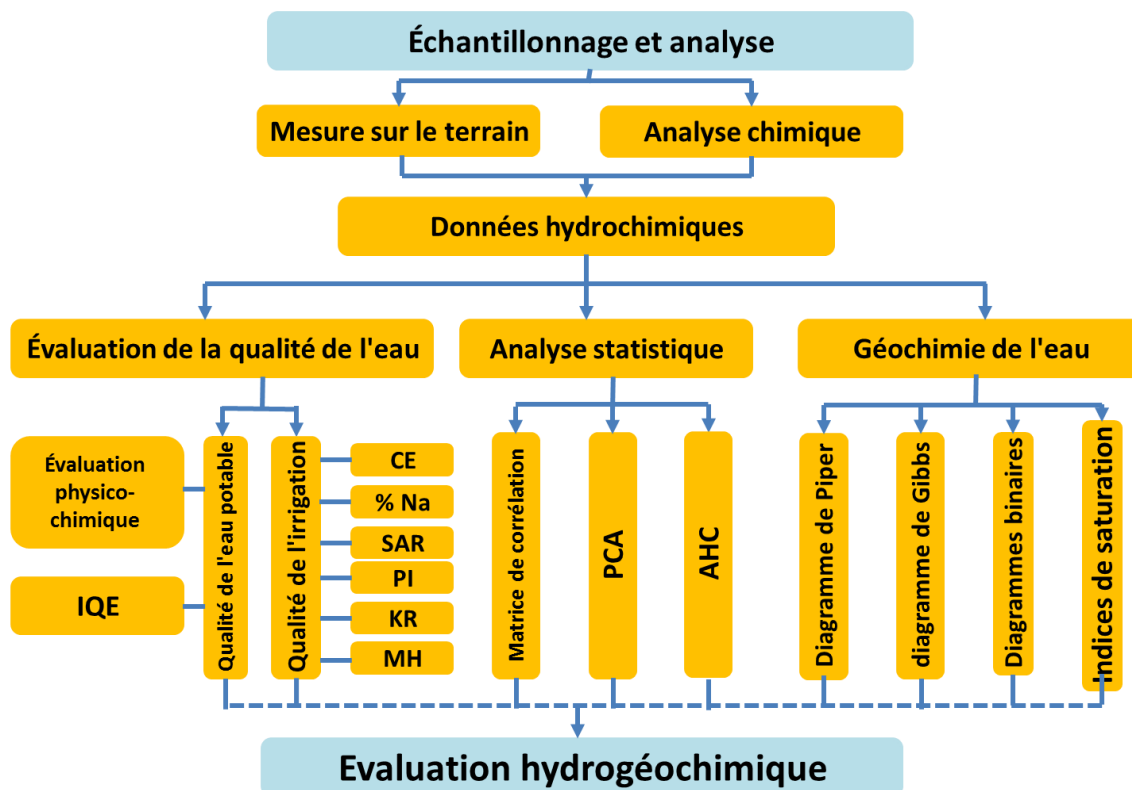 Échantillonnage et analyse
Mesure sur le terrain
Analyse chimique
Données hydrochimiques
Évaluation de la qualité de l'eau
Analyse statistique
Géochimie de l'eau
Évaluation
physico-
chimique
IQE
Qualité de l'eau potable
Qualité de l'irrigation
CE
% Na
SAR
PI
KR
MH
Matrice de corrélation
PCA
AHC
Diagramme de Piper
diagramme de Gibbs
Diagrammes binaires
Indices de saturation
Evaluation hydrogéochimique